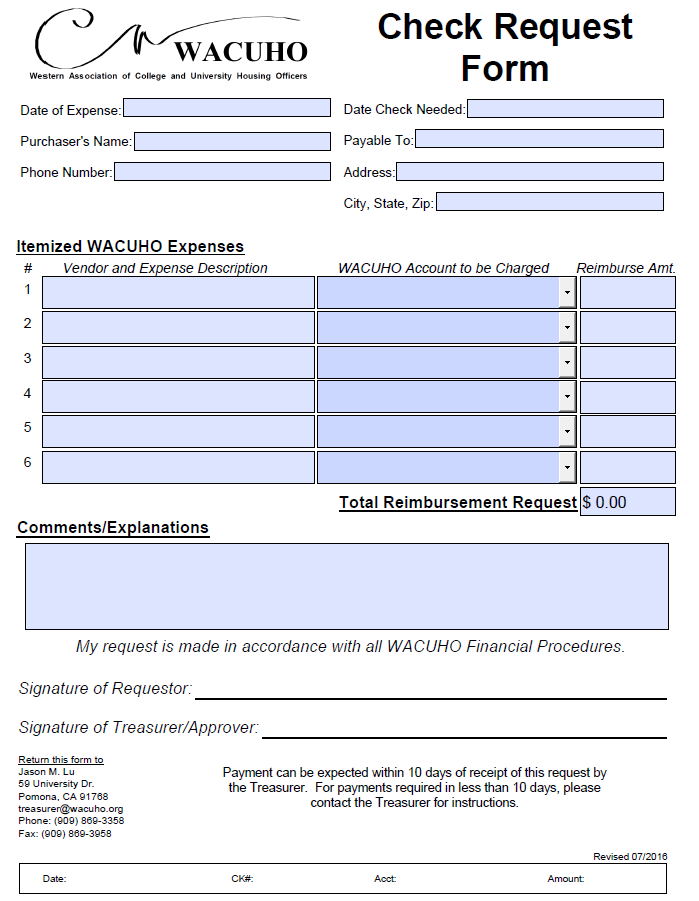 WACUHO
Western Association of College and University Housing Officers
Check Request
Form
Date of Expense:
Date Check Needed:
Purchaser's Name:
Payable To:
Phone Number:
Address:
City, State, Zip:
Itemized WACUHO Expenses
# Vendor and Expense Description WACUHO Account to be Charged Reimburse Amt.
1
2
3
4
5
6
Total Reimbursement Request $ 0.00
Comments/Explanations
My request is made in accordance with all WACUHO Financial Procedures.
Signature of Requestor:
Signature of Treasurer/Approver:
Return this form to
Jason M. Lu
59 University Dr.
Pomona, CA 91768
treasurer@wacuho.org
Phone: (909) 869-3358
Fax: (909) 869-3958
Payment can be expected within 10 days of receipt of this request by
the Treasurer. For payments required in less than 10 days, please
contact the Treasurer for instructions.
Revised 07/2016
Date: CK#: Acct: Amount: